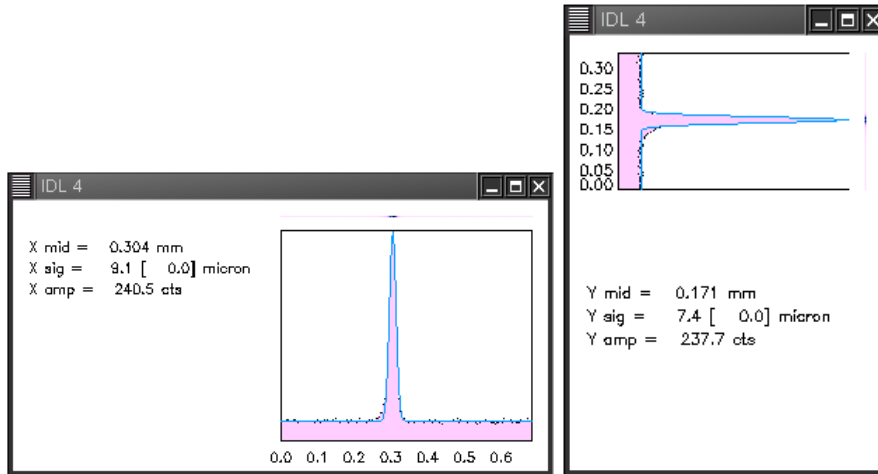 IDL 4
X mid = 0.304 mm
X sig = 9.1 [ 0.0] micron
X amp = 240.5 cts
0.0 0.1 0.2 0.3 0.4 0.5 0.6
IDL 4
0.30
0.25
0.20
0.15
0.10
0.05
0.00
Y mid = 0.171 mm
Y sig = 7.4 [ 0.0] micron
Y amp = 237.7 cts